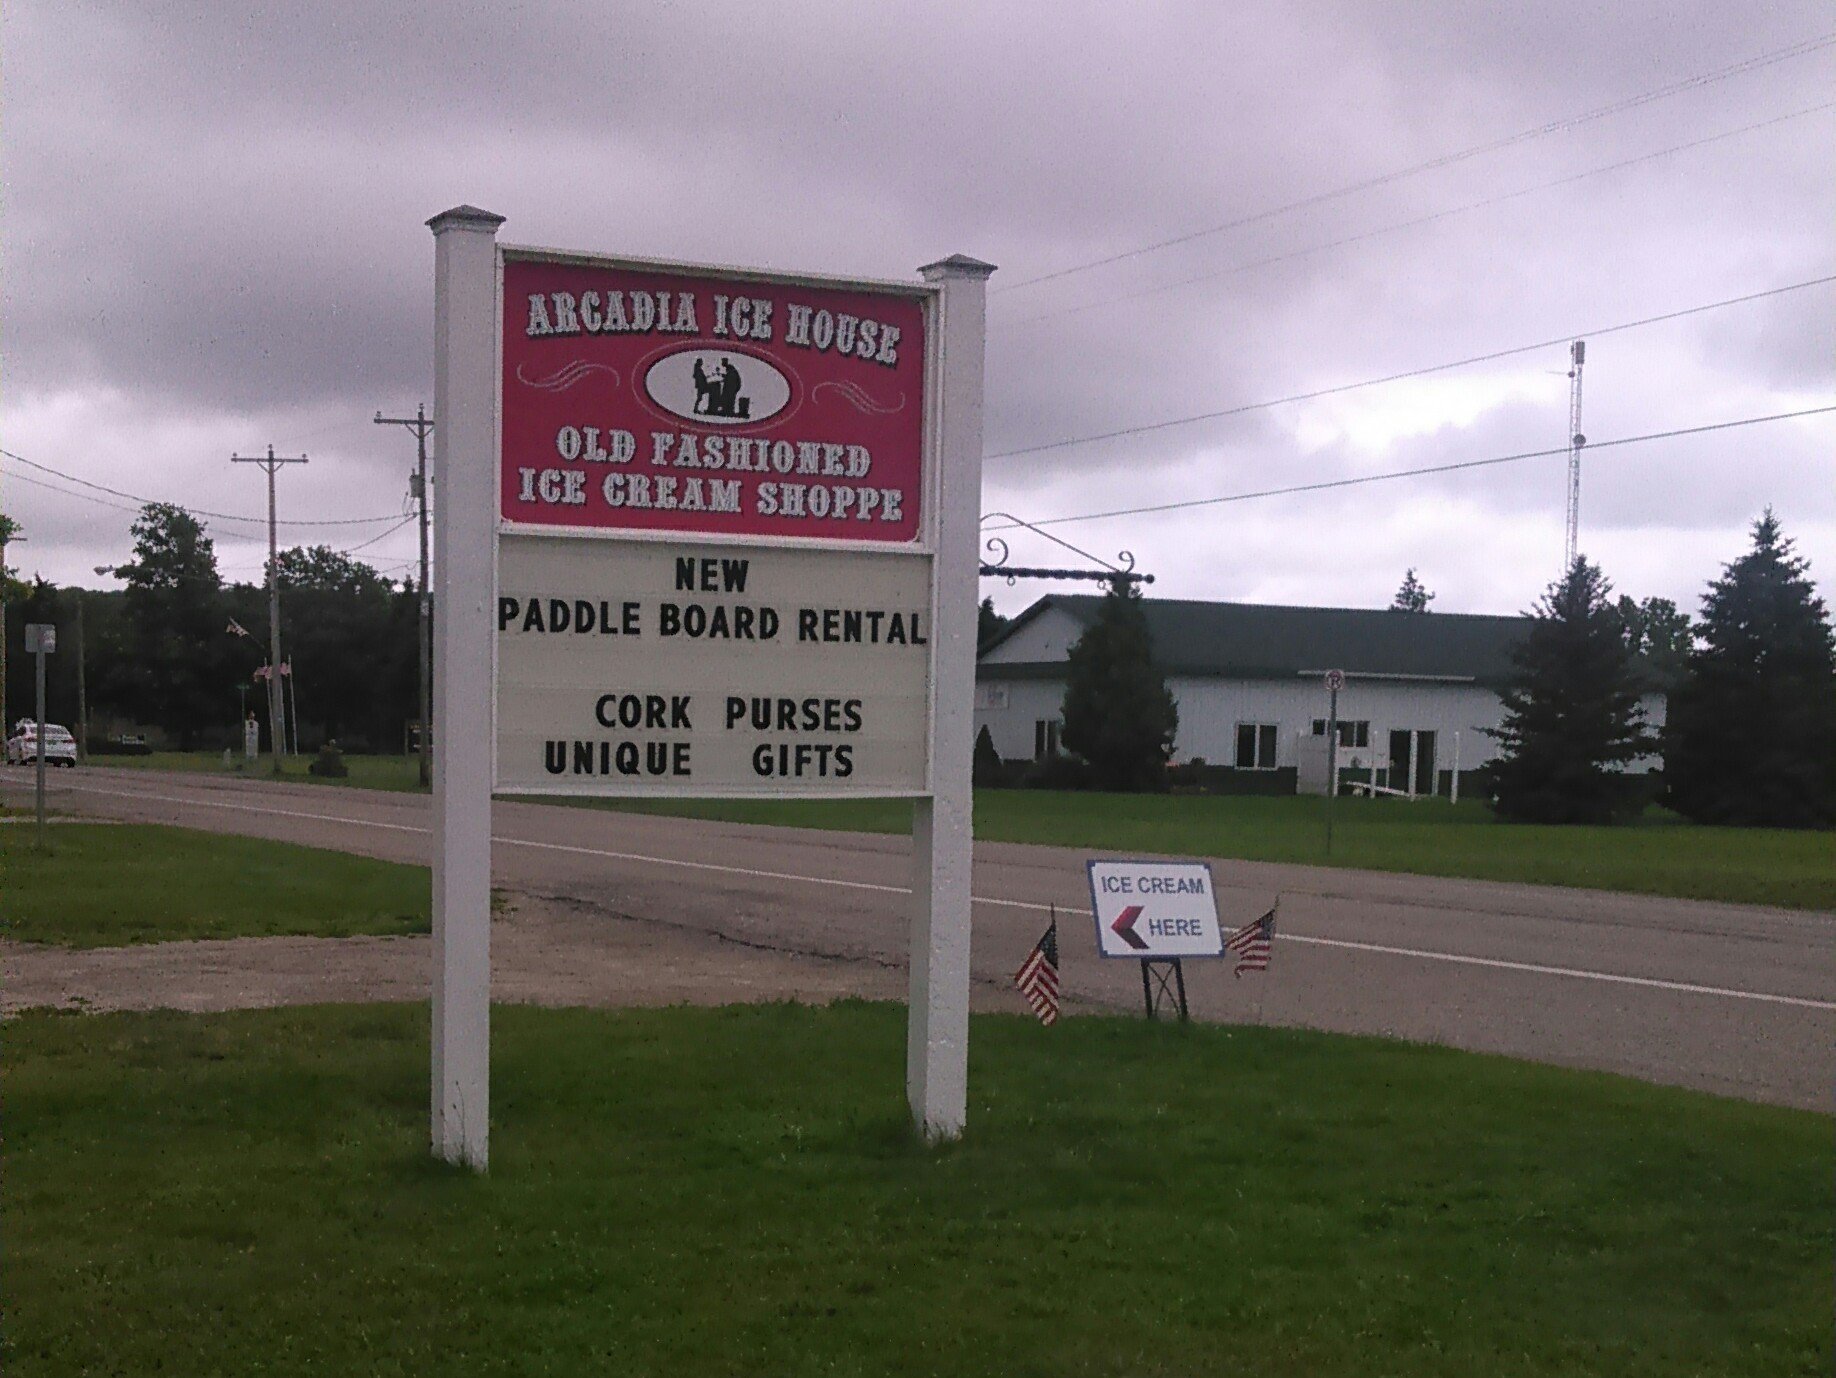 ARCADIA ICE HOUSE
OLD FASHIONED
ICE CREAM SHOPPE
NEW
PADDLE BOARD RENTAL
CORK PURSES
UNIQUE GIFTS
ICE CREAM
HERE